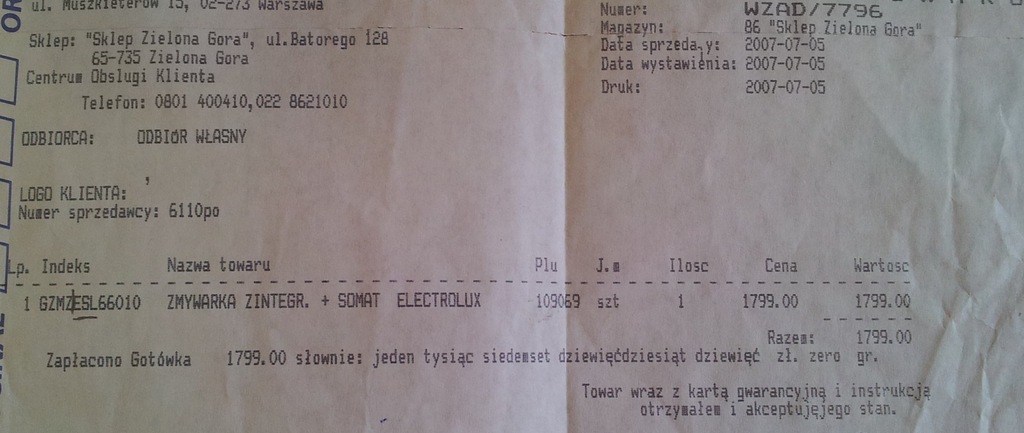 ul. Muszkieterów 15, 02-273 Warszawa
Sklep: "Sklep Zielona Gora", ul.Batorego 128
65-735 Zielona Gora
Centrum Obslugi Klienta
Telefon: 0801 400410,022 8621010
ODBIORCA: ODBIóR WŁASNY
LOGO KLIENTA:
Numer sprzedawcy: 6110po
Numer: WZAD/7796
Magazyn: 86 "Sklep Zielona Gora"
Data sprzedaży: 2007-07-05
Data wystawienia: 2007-07-05
Druk: 2007-07-05
Lp. Indeks Nazwa towaru Plu J.m Ilosc Cena Wartosc
1 GZMZESL66010 ZMYWARKA ZINTEGR. + SOMAT ELECTROLUX 109069 szt 1 1799.00 1799.00
Razem: 1799.00
Zapłacono Gotówka 1799.00 słownie: jeden tysiąc siedemset dziewięćdziesiąt dziewięć zł. zero gr.
Towar wraz z kartą gwarancyjną i instrukcją
otrzymałem i akceptujęjego stan.